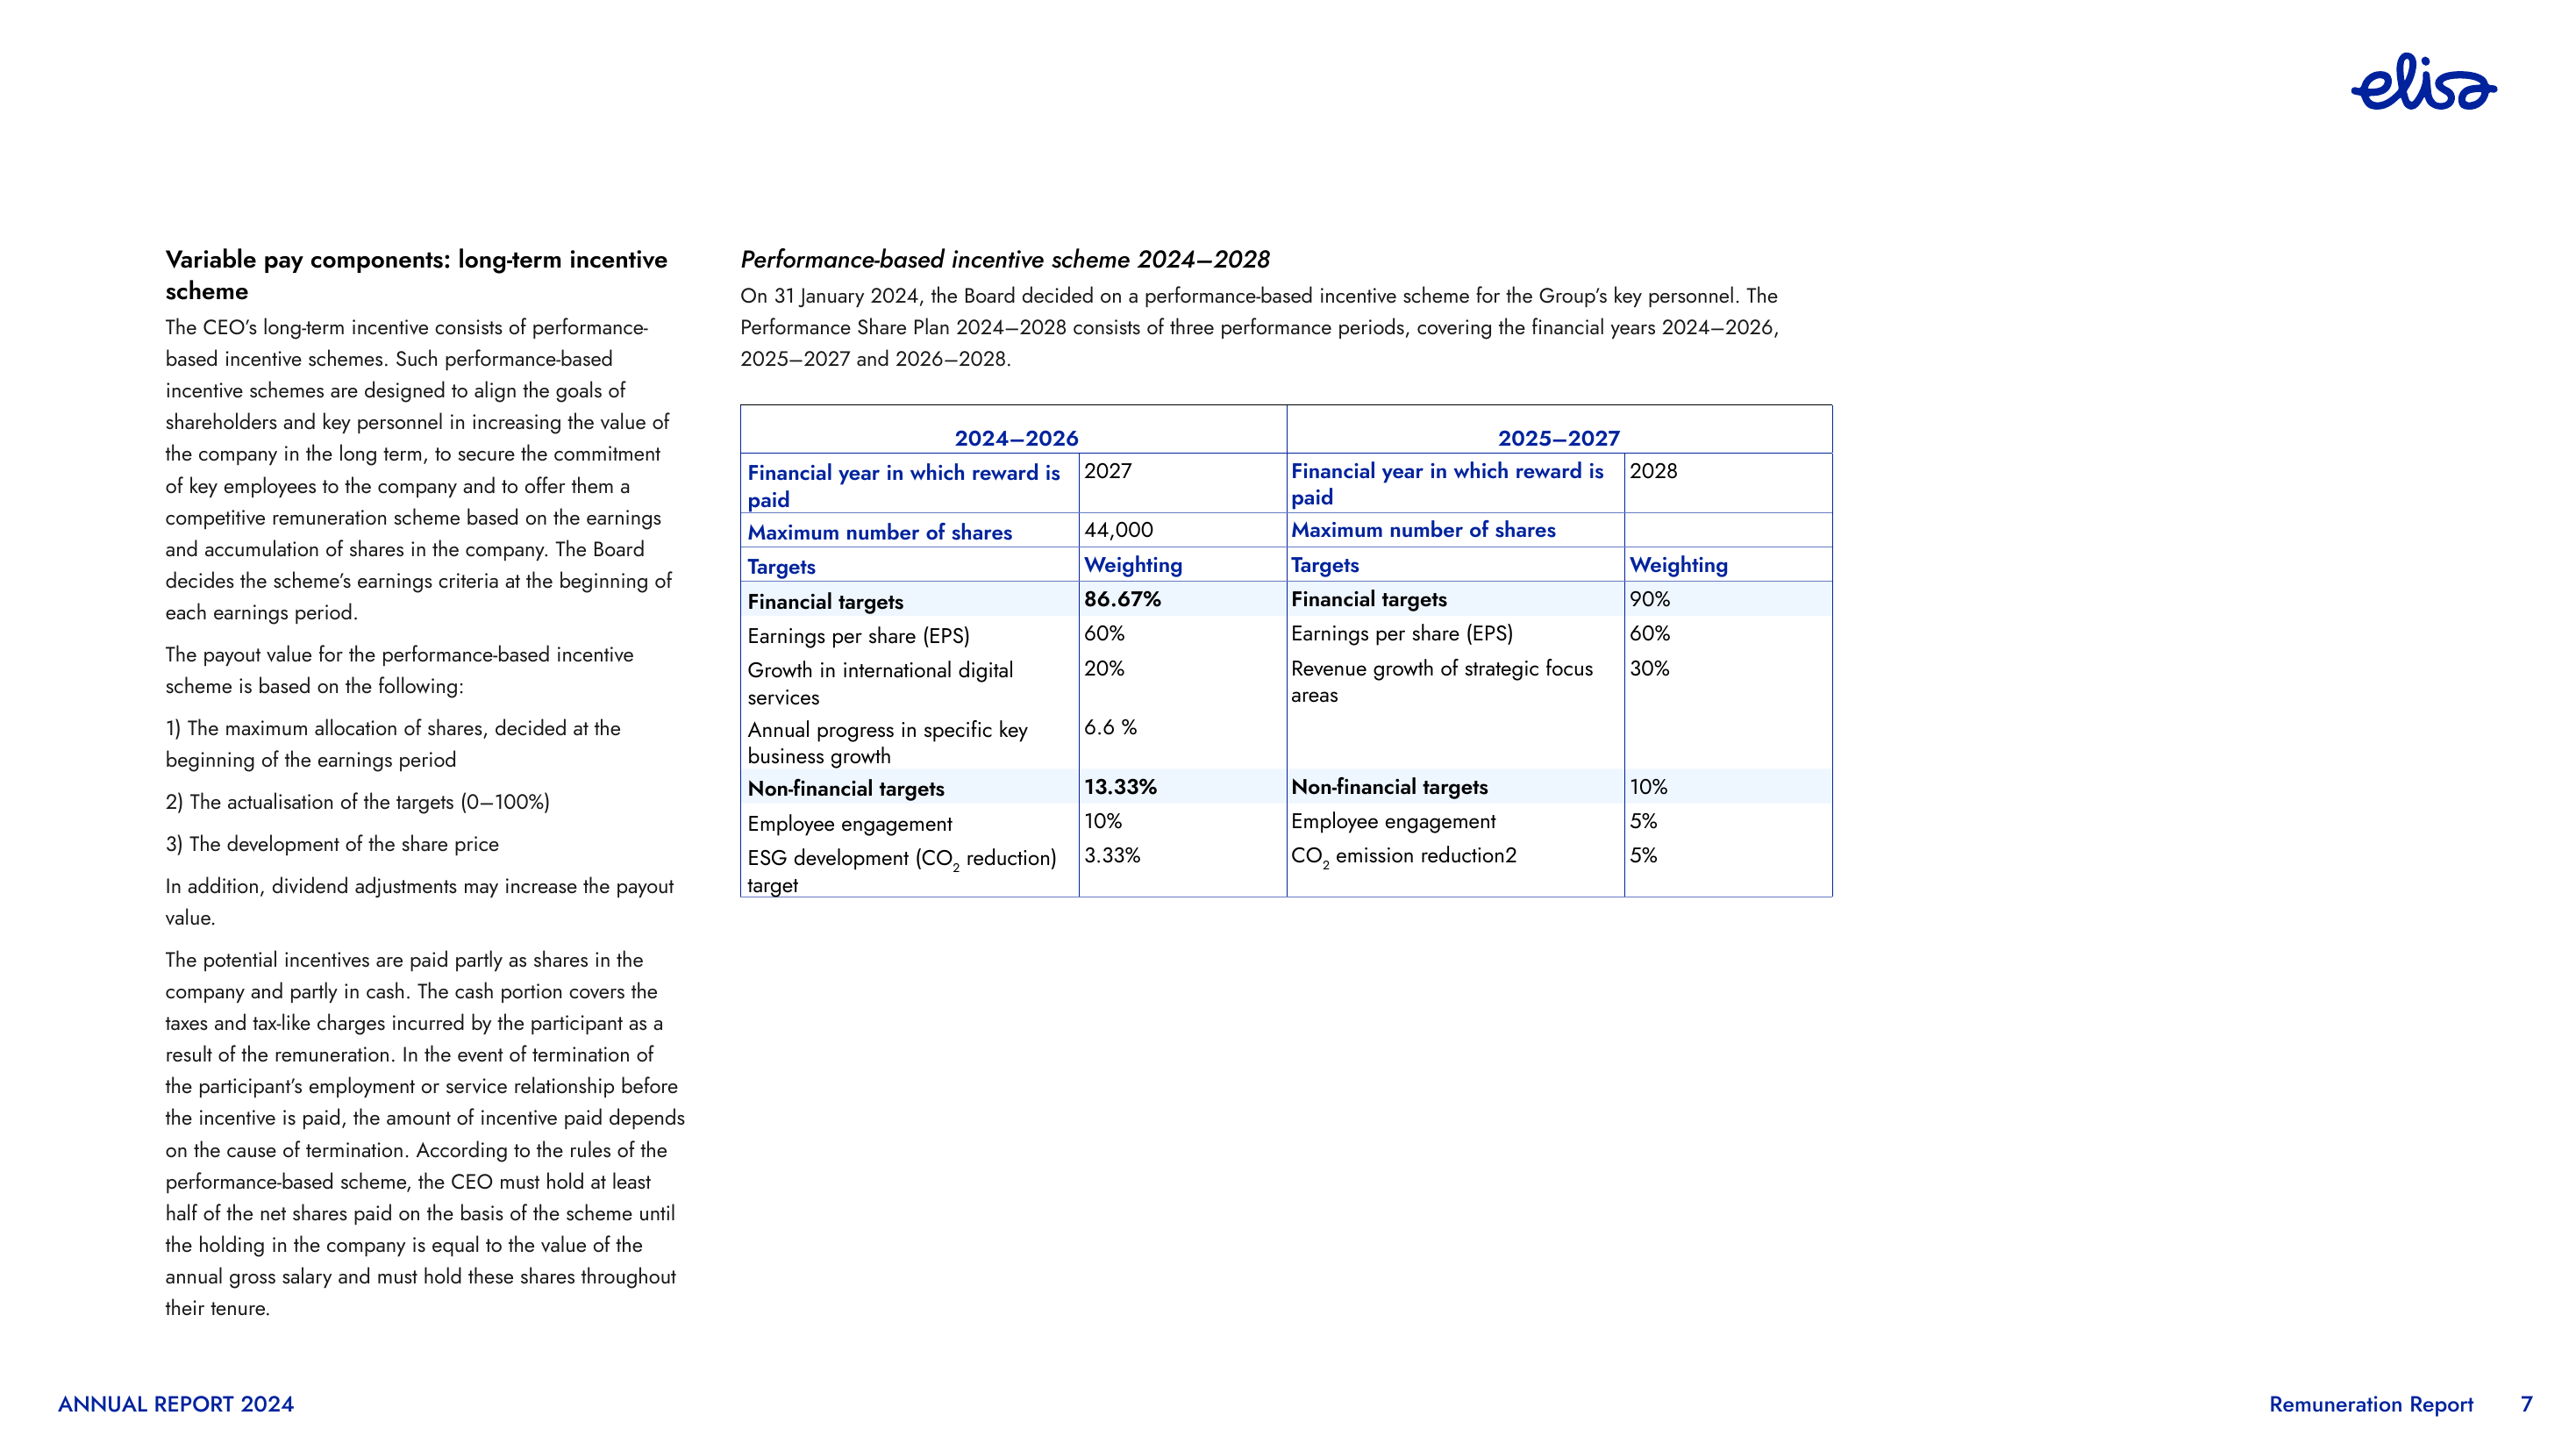 elisa
Variable pay components: long-term incentive
scheme
The CEO’s long-term incentive consists of performance-
based incentive schemes. Such performance-based
incentive schemes are designed to align the goals of
shareholders and key personnel in increasing the value of
the company in the long term, to secure the commitment
of key employees to the company and to offer them a
competitive remuneration scheme based on the earnings
and accumulation of shares in the company. The Board
decides the scheme’s earnings criteria at the beginning of
each earnings period.
The payout value for the performance-based incentive
scheme is based on the following:
1) The maximum allocation of shares, decided at the
beginning of the earnings period
2) The actualisation of the targets (0–100%)
3) The development of the share price
In addition, dividend adjustments may increase the payout
value.
The potential incentives are paid partly as shares in the
company and partly in cash. The cash portion covers the
taxes and tax-like charges incurred by the participant as a
result of the remuneration. In the event of termination of
the participant’s employment or service relationship before
the incentive is paid, the amount of incentive paid depends
on the cause of termination. According to the rules of the
performance-based scheme, the CEO must hold at least
half of the net shares paid on the basis of the scheme until
the holding in the company is equal to the value of the
annual gross salary and must hold these shares throughout
their tenure.
Performance-based incentive scheme 2024–2028
On 31 January 2024, the Board decided on a performance-based incentive scheme for the Group’s key personnel. The
Performance Share Plan 2024–2028 consists of three performance periods, covering the financial years 2024–2026,
2025–2027 and 2026–2028.
2024–2026 2025–2027
Financial year in which reward is paid 2027 Financial year in which reward is paid 2028
Maximum number of shares 44,000 Maximum number of shares
Targets Weighting Targets Weighting
Financial targets 86.67% Financial targets 90%
Earnings per share (EPS) 60% Earnings per share (EPS) 60%
Growth in international digital services 20% Revenue growth of strategic focus areas 30%
Annual progress in specific key business growth 6.6 %
Non-financial targets 13.33% Non-financial targets 10%
Employee engagement 10% Employee engagement 5%
ESG development (CO₂ reduction) target 3.33% CO₂ emission reduction2 5%
ANNUAL REPORT 2024
Remuneration Report 7